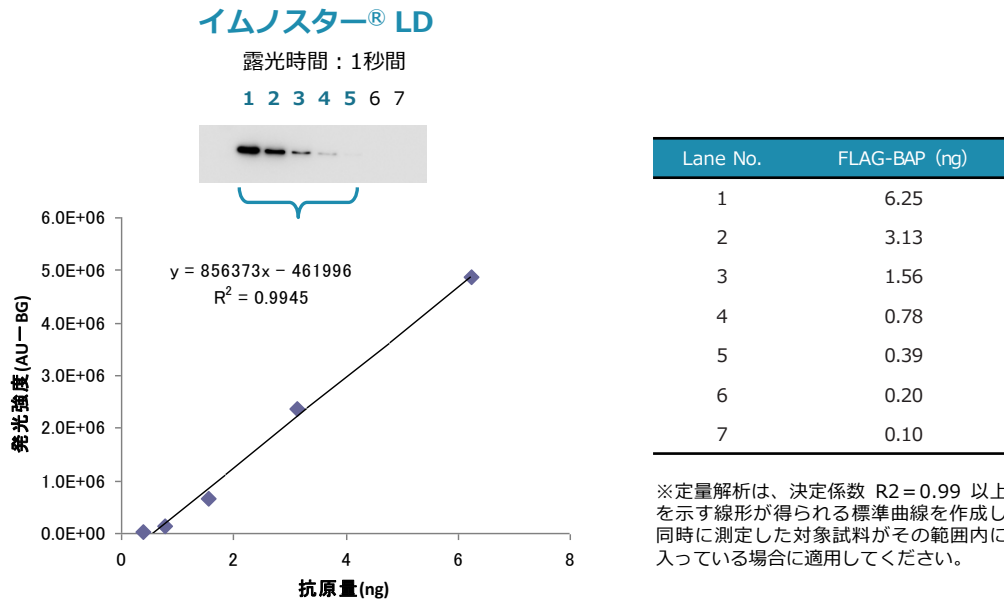 イムノスター® LD
露光時間：1秒間
1 2 3 4 5 6 7
6.0E+06
5.0E+06
4.0E+06
3.0E+06
2.0E+06
1.0E+06
0.0E+00
y = 856373x − 461996
R² = 0.9945
発光強度(AU－BG)
0 2 4 6 8
抗原量(ng)
Lane No. FLAG-BAP (ng)
1 6.25
2 3.13
3 1.56
4 0.78
5 0.39
6 0.20
7 0.10
※定量解析は、決定係数 R2＝0.99 以上
を示す線形が得られる標準曲線を作成し
同時に測定した対象試料がその範囲内に
入っている場合に適用してください。